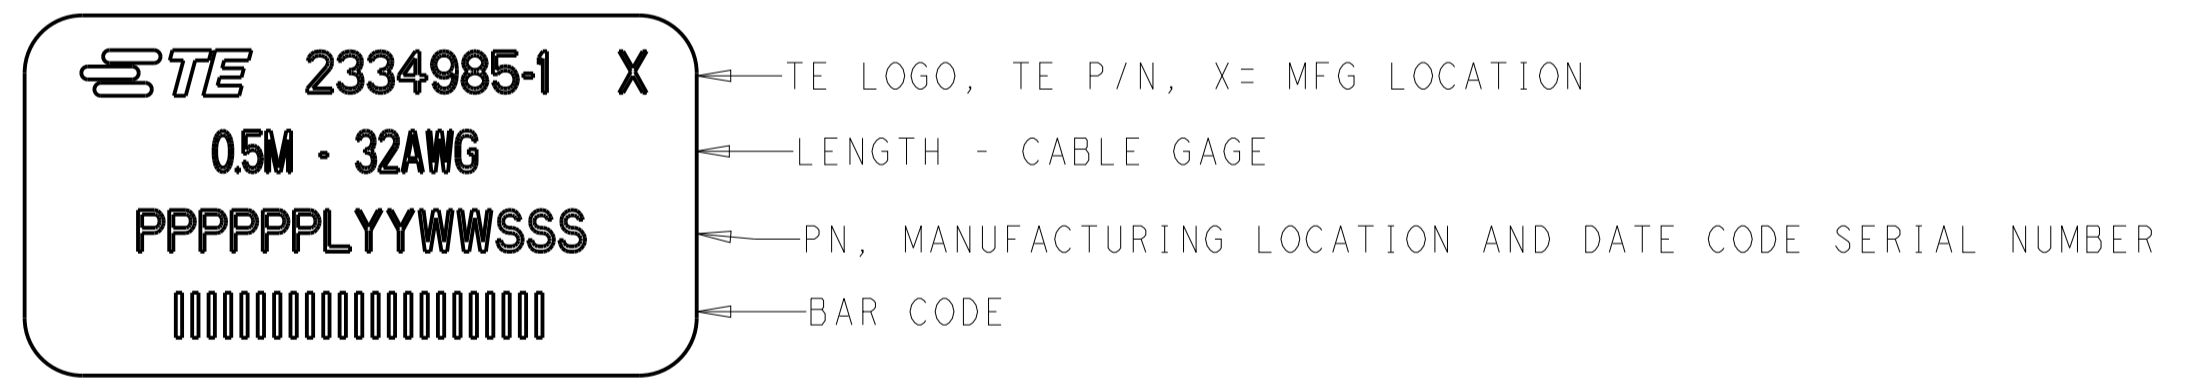 TE 2334985-1 X TE LOGO, TE P/N, X= MFG LOCATION
0.5M - 32AWG LENGTH - CABLE GAGE
PPPPPPLYYWWSSS PN, MANUFACTURING LOCATION AND DATE CODE SERIAL NUMBER
BAR CODE